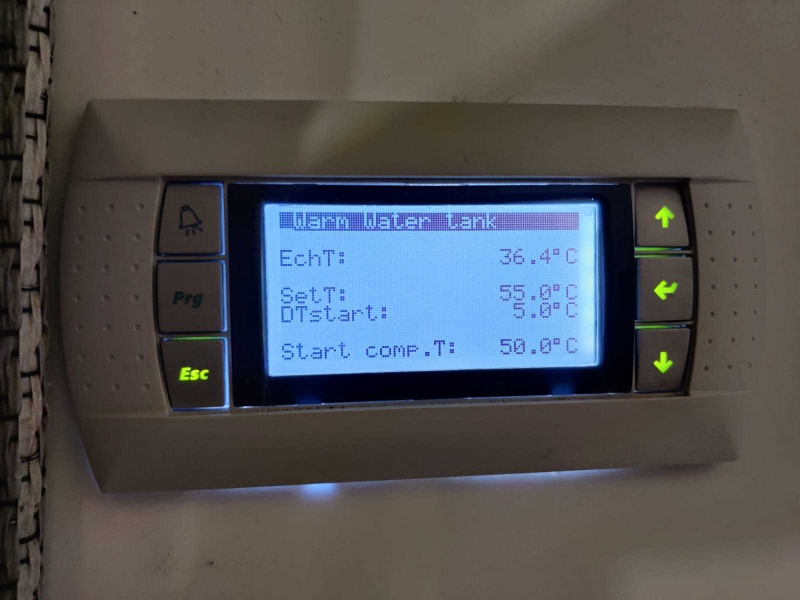 Warm Water tank
EchT: 36.4°C
SetT: 55.0°C
DTstart: 5.0°C
Start comp.T: 50.0°C
Prg
Esc